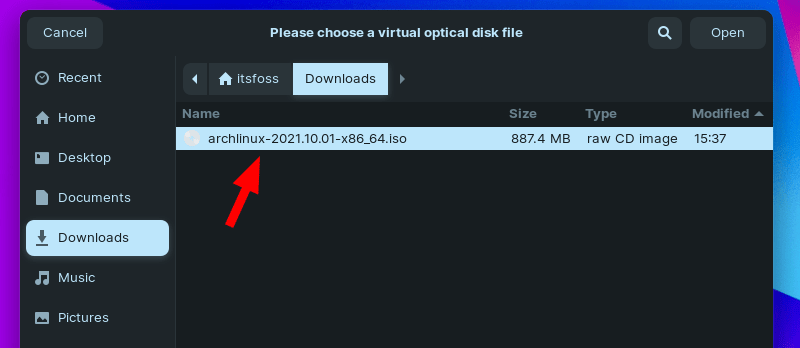 Cancel Please choose a virtual optical disk file Open
Recent
Home
Desktop
Documents
Downloads
Music
Pictures
itsfoss Downloads
Name Size Type Modified
archlinux-2021.10.01-x86_64.iso 887.4 MB raw CD image 15:37